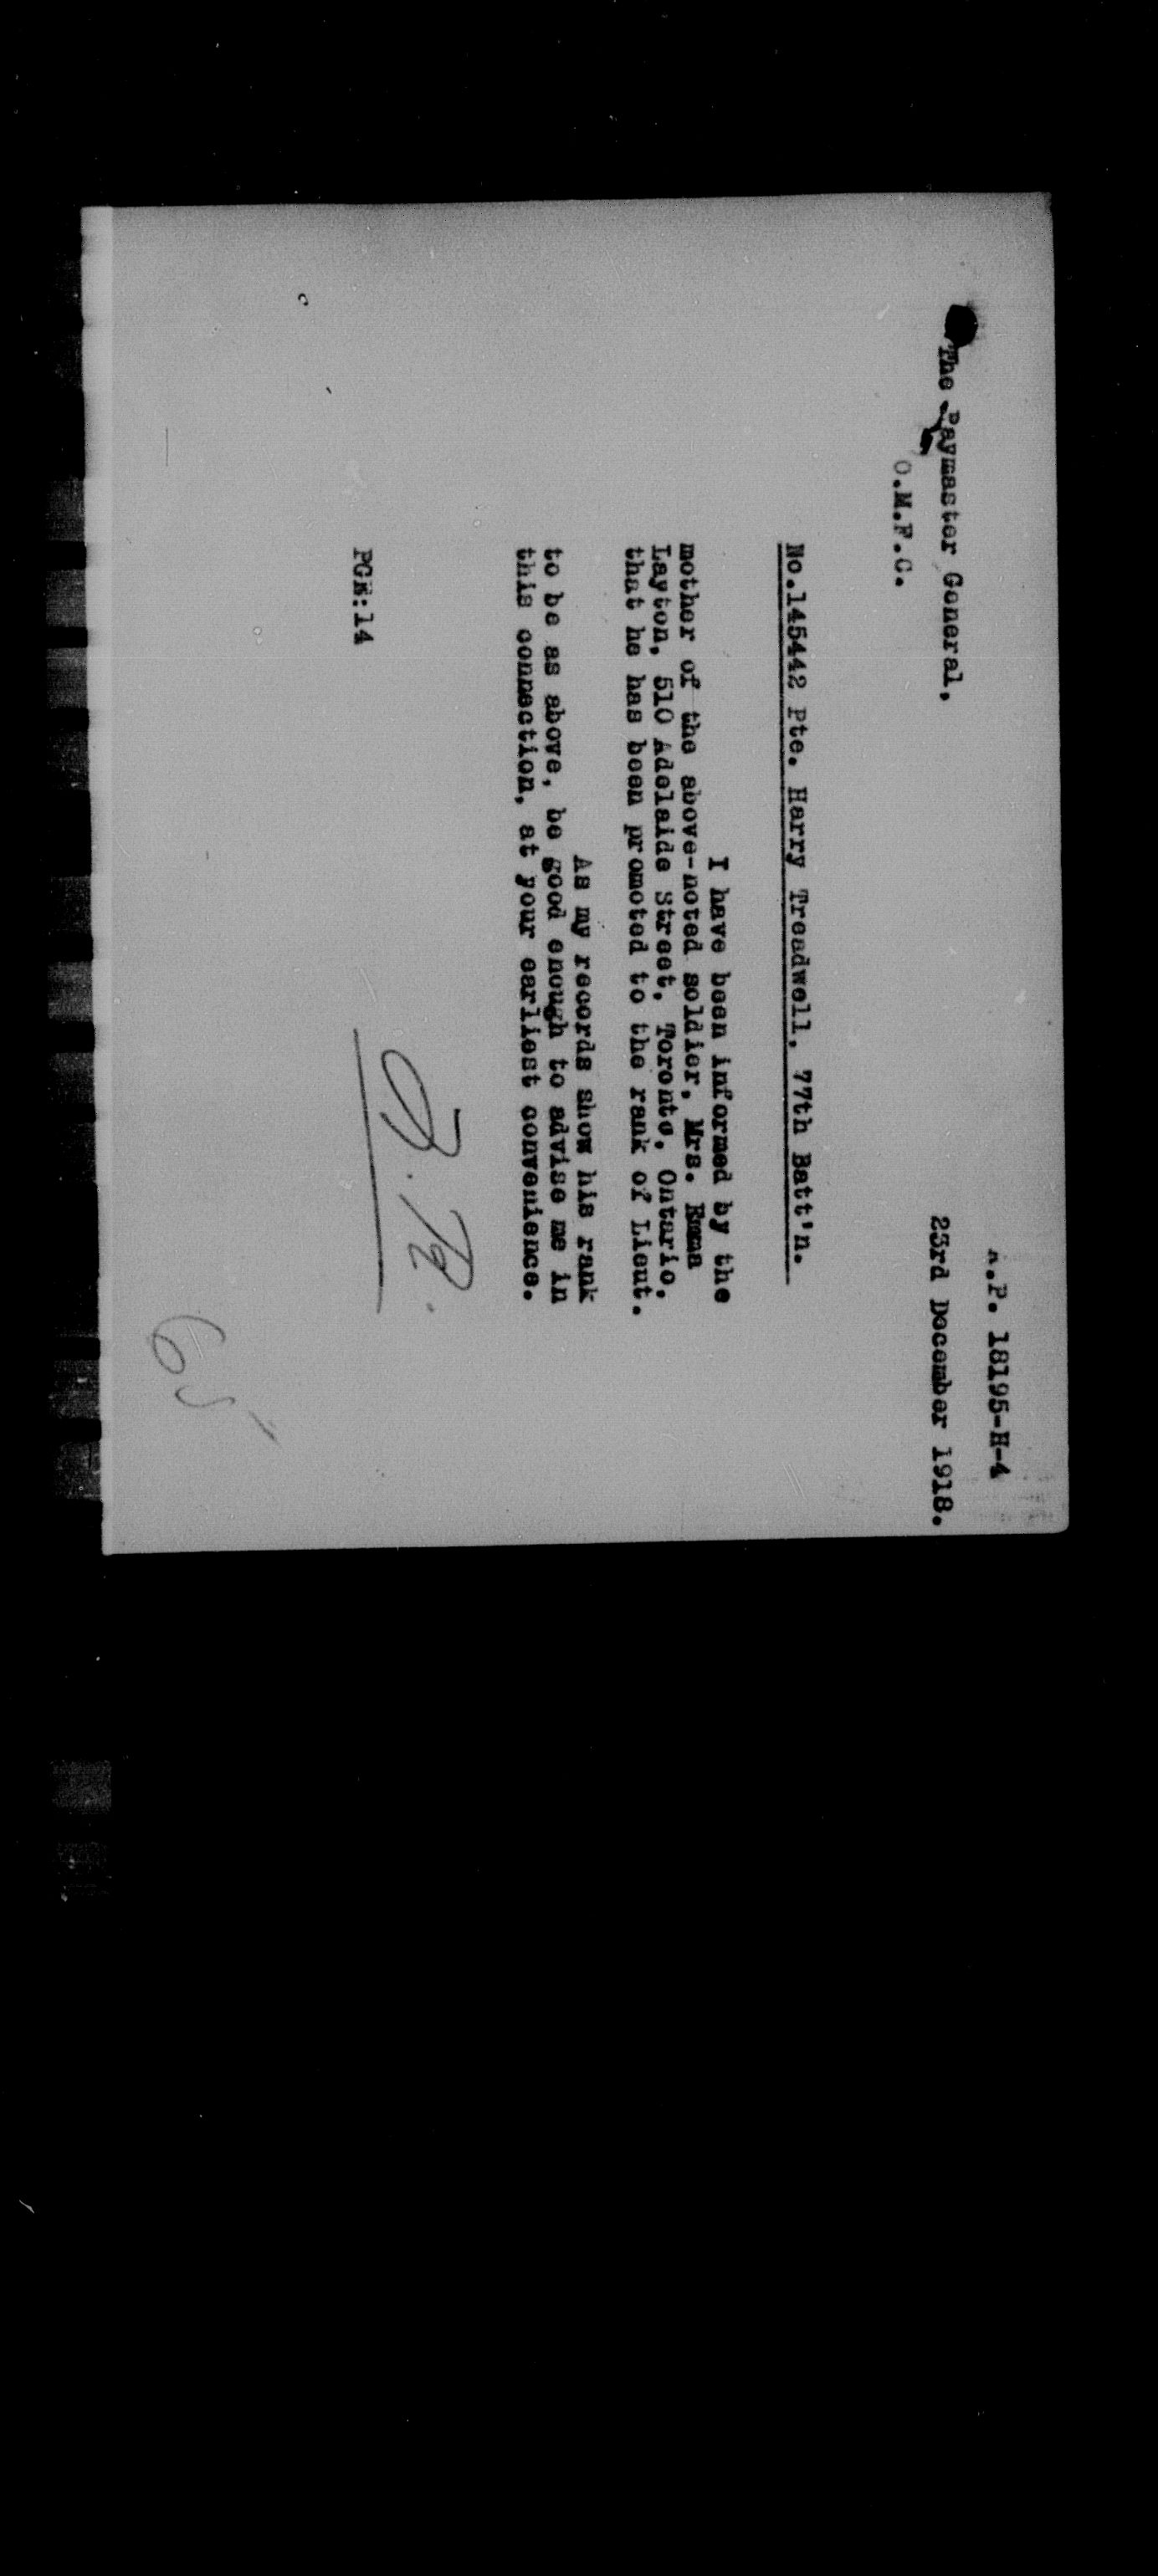 A.P. 18195-H-4
23rd December 1918.
The Paymaster General,
O.M.F.C.
No.145442 Pte. Harry Treadwell, 77th Batt'n.
I have been informed by the
mother of the above-noted soldier, Mrs. Emma
Layton, 510 Adelaide Street, Toronto, Ontario,
that he has been promoted to the rank of Lieut.
As my records show his rank
to be as above, be good enough to advise me in
this connection, at your earliest convenience.
PGE:14
65